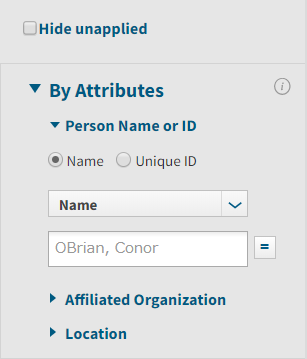 Hide unapplied
By Attributes
i
Person Name or ID
Name Unique ID
Name
OBrian, Conor =
Affiliated Organization
Location